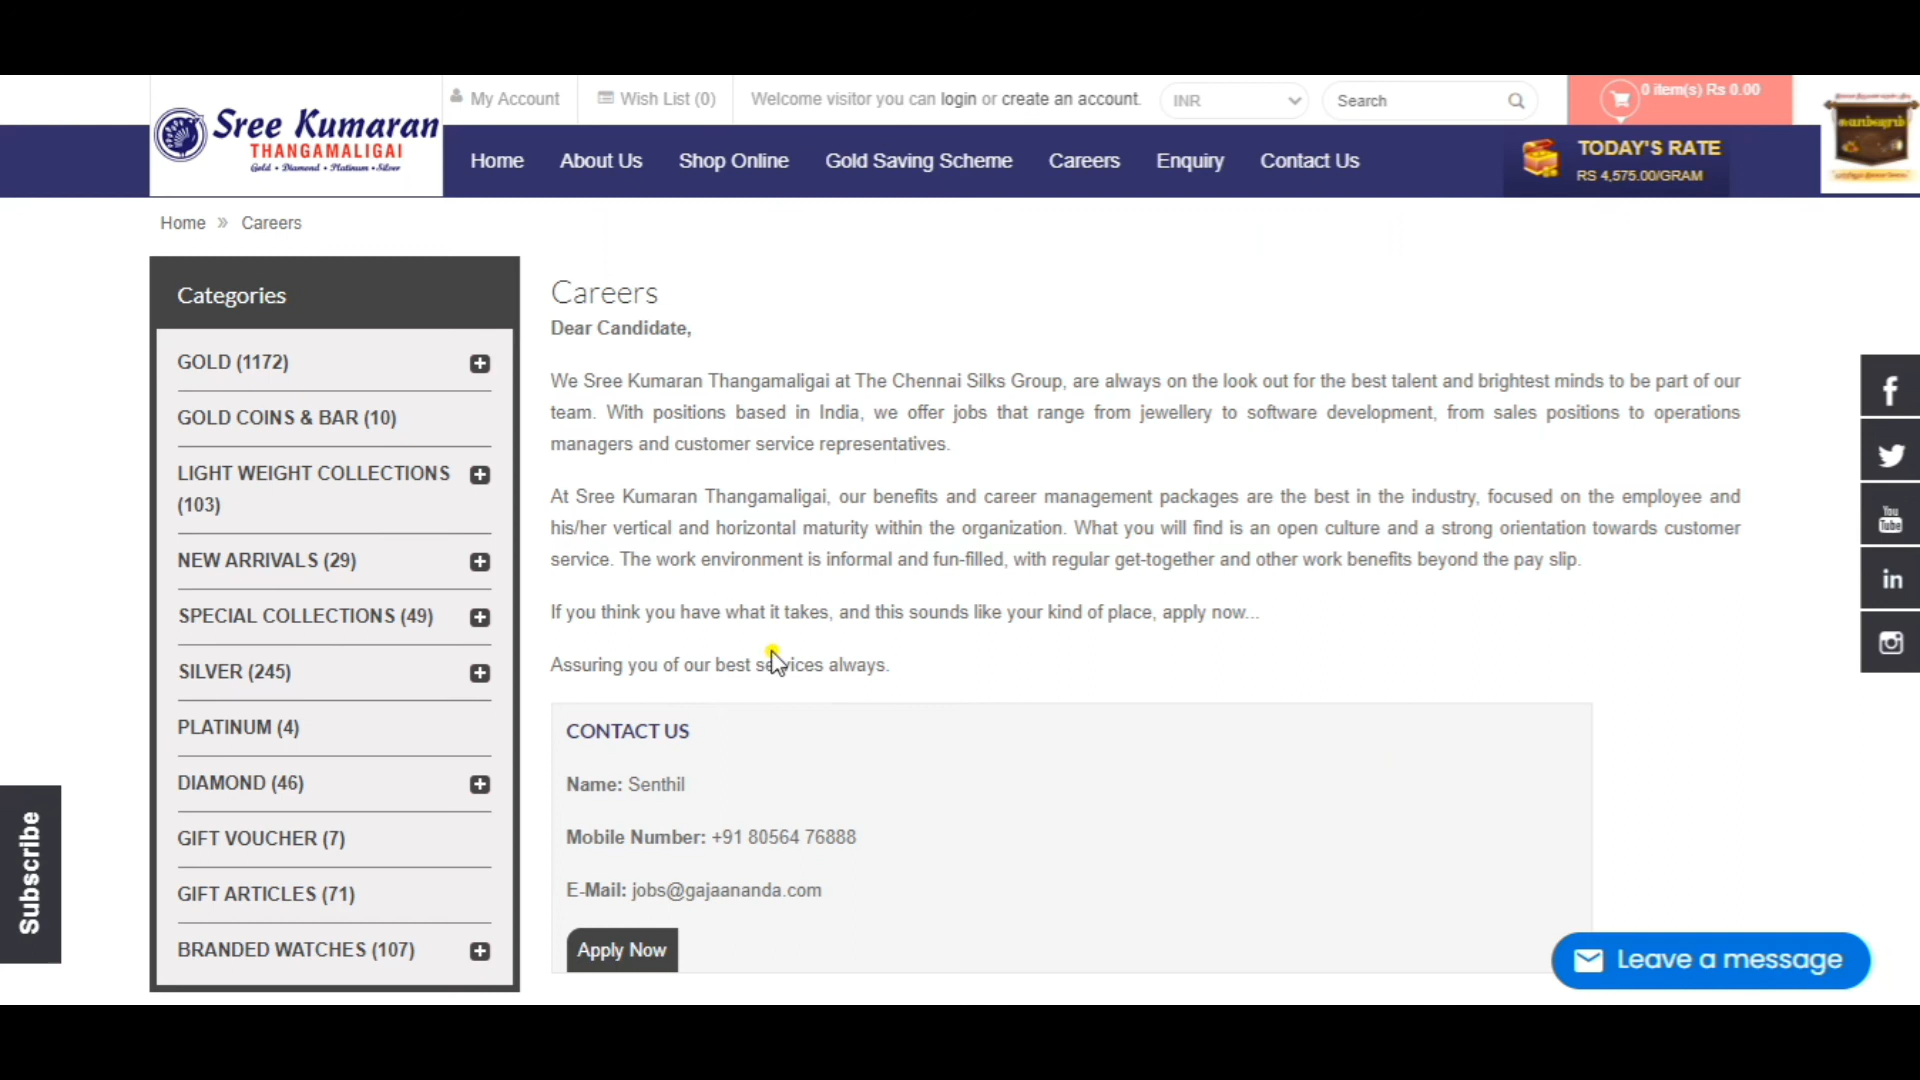 My Account
Wish List (0)
Welcome visitor you can login or create an account.
INR
Search
0 item(s) Rs 0.00
Sree Kumaran
THANGAMALIGAI
Gold • Diamond • Platinum • Silver
Home
About Us
Shop Online
Gold Saving Scheme
Careers
Enquiry
Contact Us
TODAY'S RATE
RS 4,575.00/GRAM
Home » Careers
Categories
GOLD (1172)
GOLD COINS & BAR (10)
LIGHT WEIGHT COLLECTIONS
(103)
NEW ARRIVALS (29)
SPECIAL COLLECTIONS (49)
SILVER (245)
PLATINUM (4)
DIAMOND (46)
GIFT VOUCHER (7)
GIFT ARTICLES (71)
BRANDED WATCHES (107)
Careers
Dear Candidate,
We Sree Kumaran Thangamaligai at The Chennai Silks Group, are always on the look out for the best talent and brightest minds to be part of our
team. With positions based in India, we offer jobs that range from jewellery to software development, from sales positions to operations
managers and customer service representatives.
At Sree Kumaran Thangamaligai, our benefits and career management packages are the best in the industry, focused on the employee and
his/her vertical and horizontal maturity within the organization. What you will find is an open culture and a strong orientation towards customer
service. The work environment is informal and fun-filled, with regular get-together and other work benefits beyond the pay slip.
If you think you have what it takes, and this sounds like your kind of place, apply now...
Assuring you of our best services always.
CONTACT US
Name: Senthil
Mobile Number: +91 80564 76888
E-Mail: jobs@gajaananda.com
Apply Now
Subscribe
You
Tube
in
Leave a message